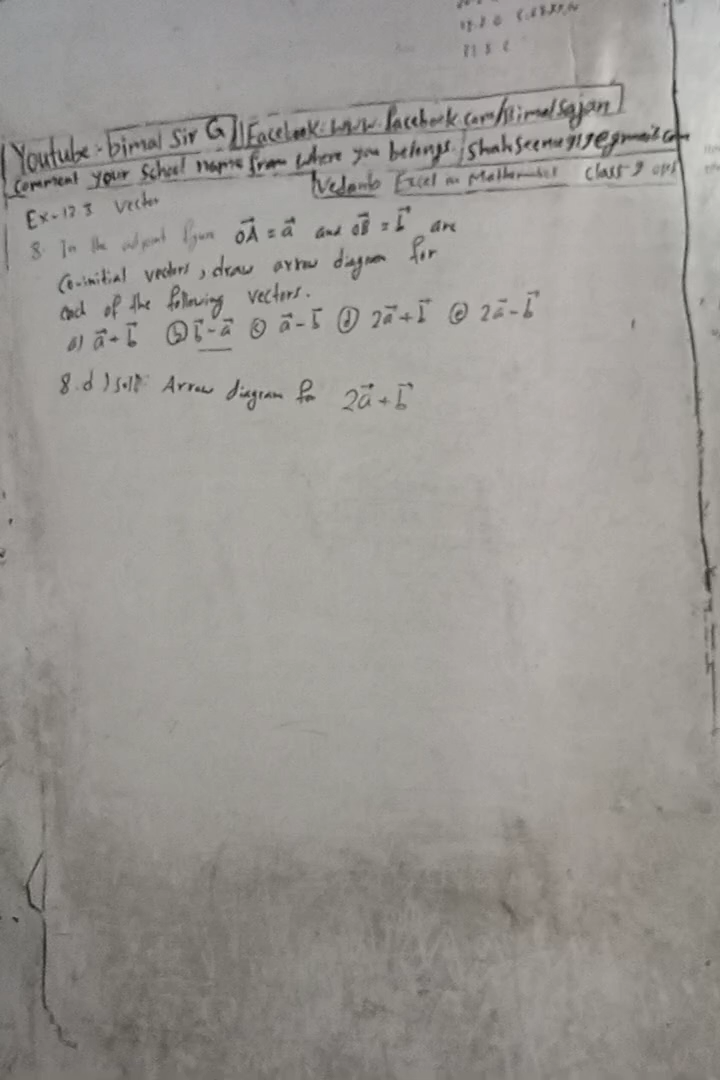 Youtube - bimal Sir G || Facebook: www.facebook.com/bimalsajan
comment your School name from where you belongs.
Vedanta Excel in Mathematics class-9 opt
Ex-12.3 Vector
8. In the adjoint figure OA⃗ = a⃗ and OB⃗ = b⃗ are
Co-initial vectors, draw arrow diagram for
each of the following vectors.
a) a⃗ + b⃗ (b) b⃗ - a⃗ (c) a⃗ - b⃗ (d) 2a⃗ + b⃗ (e) 2a⃗ - b⃗
8.d) Solⁿ: Arrow diagram for 2a⃗ + b⃗